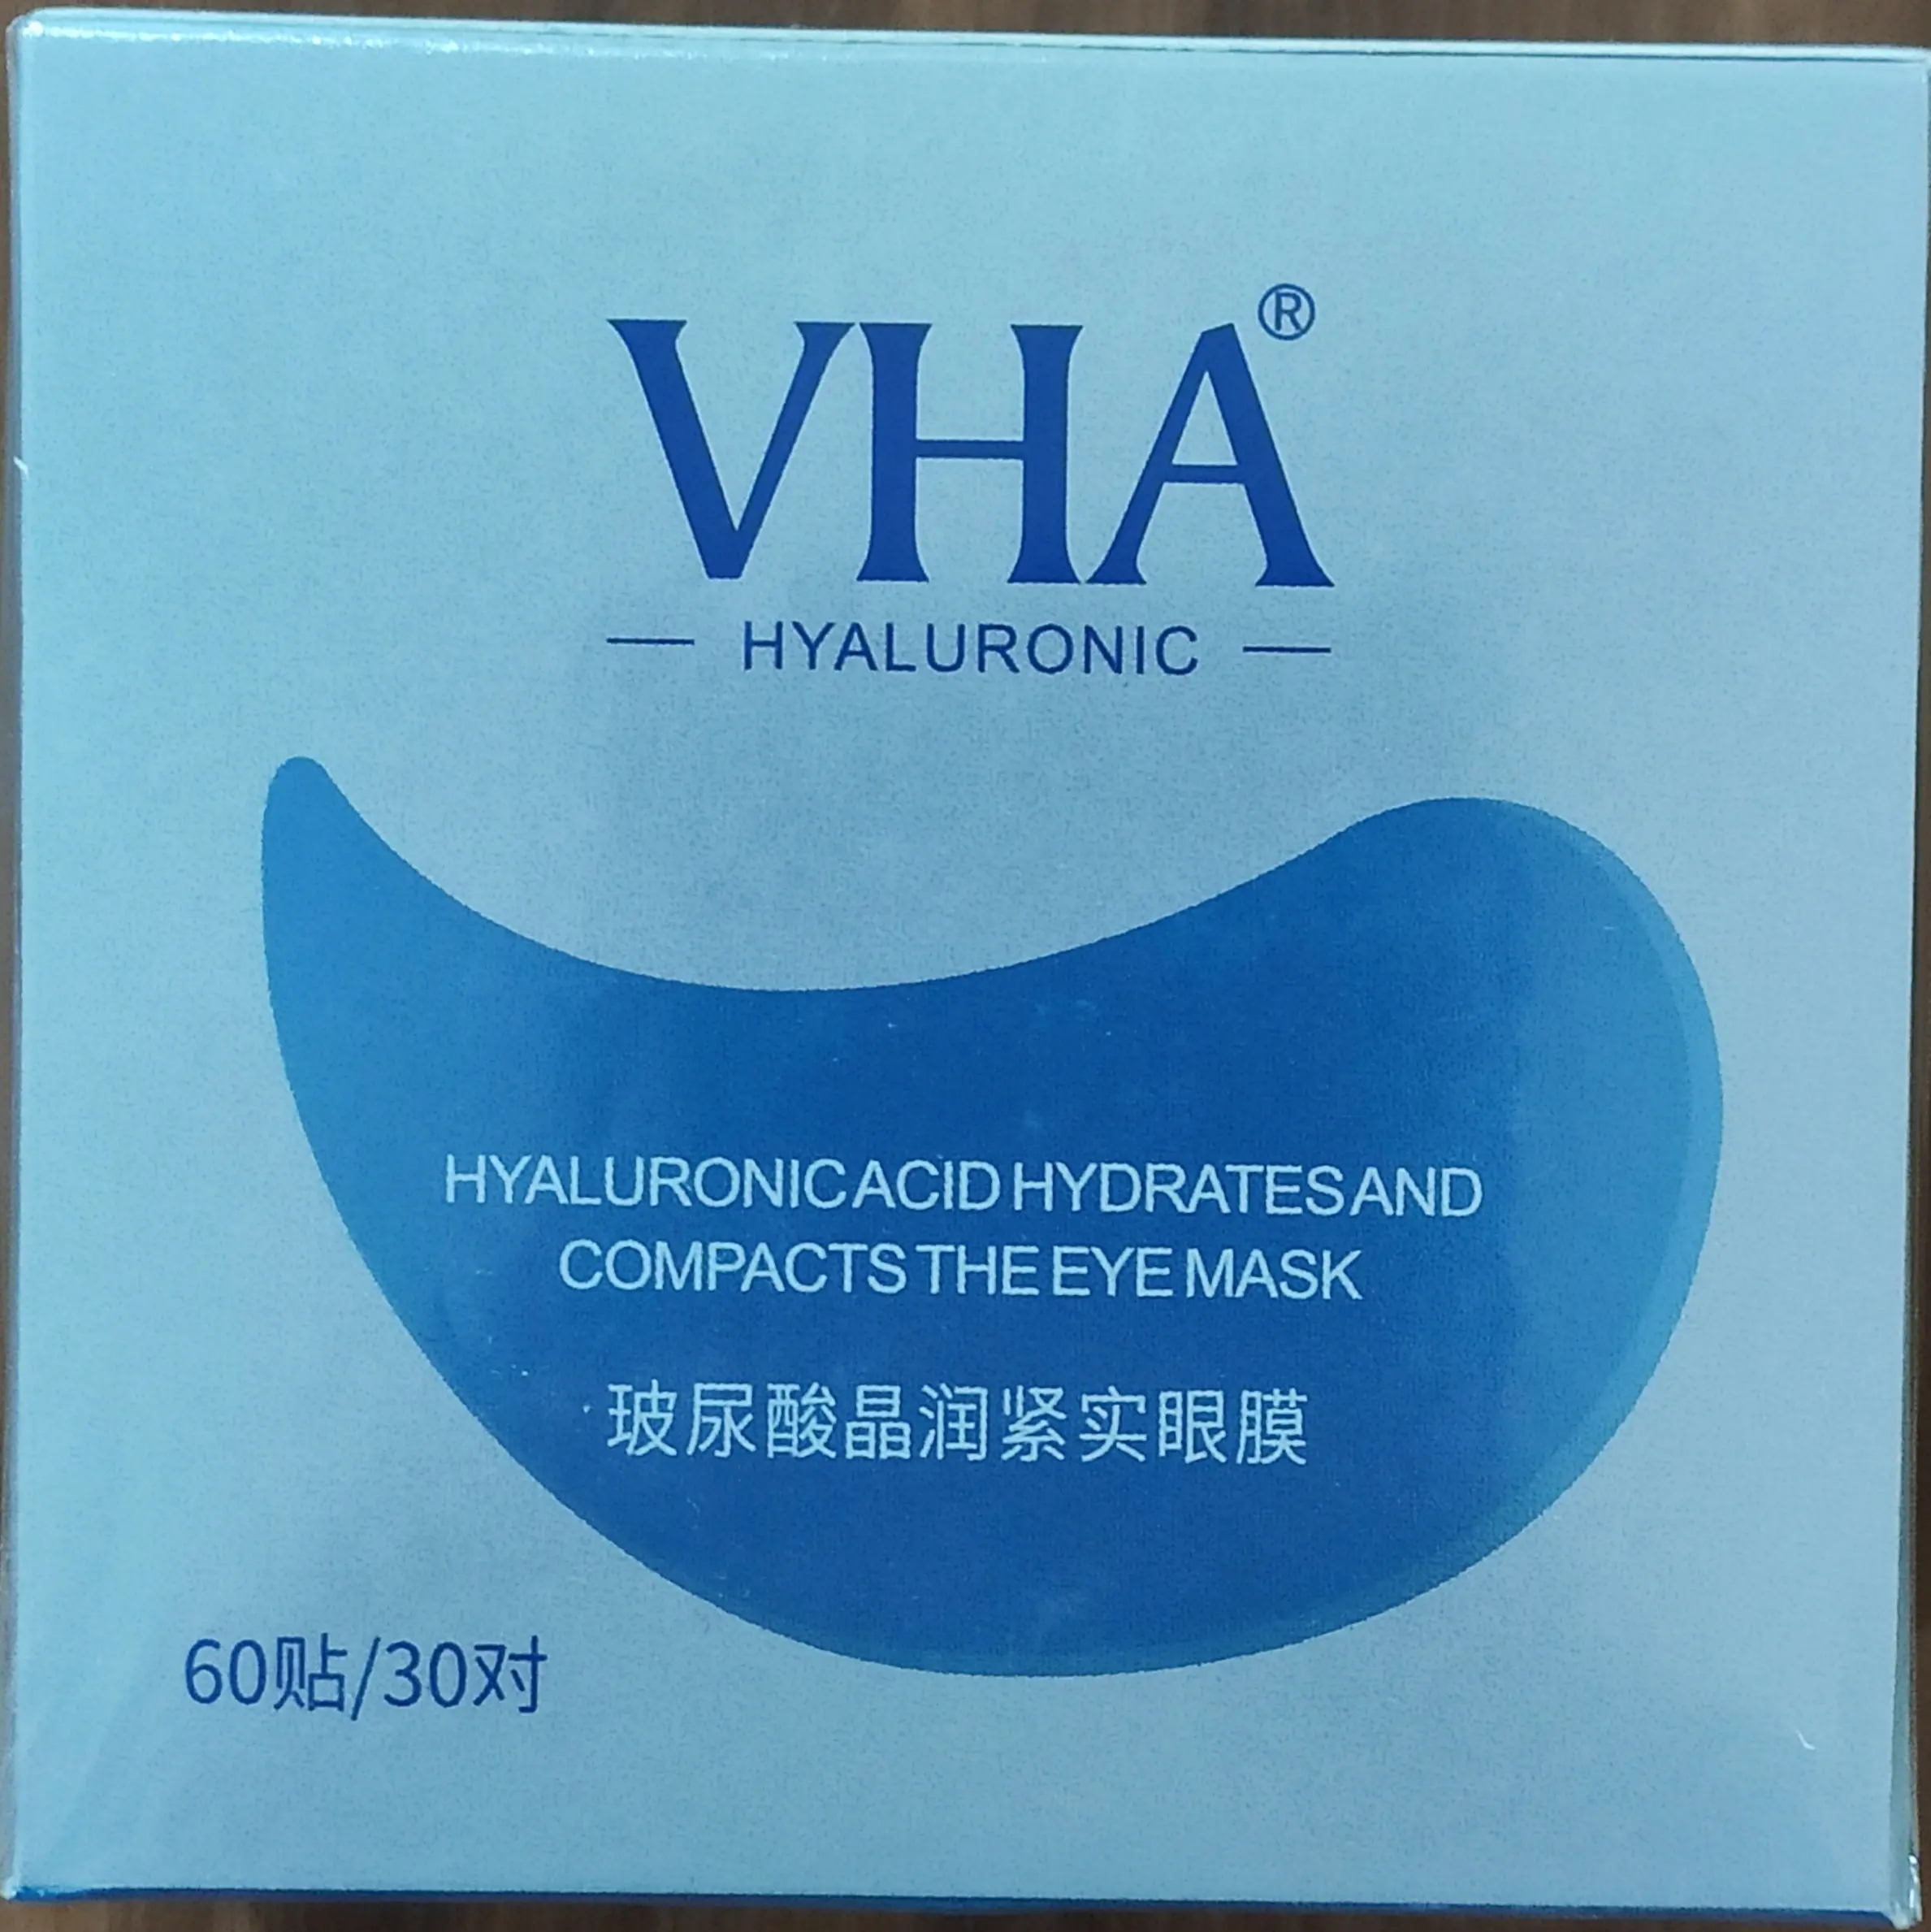 VHA®
HYALURONIC
HYALURONIC ACID HYDRATES AND
COMPACTS THE EYE MASK
玻尿酸晶润紧实眼膜
60贴/30对